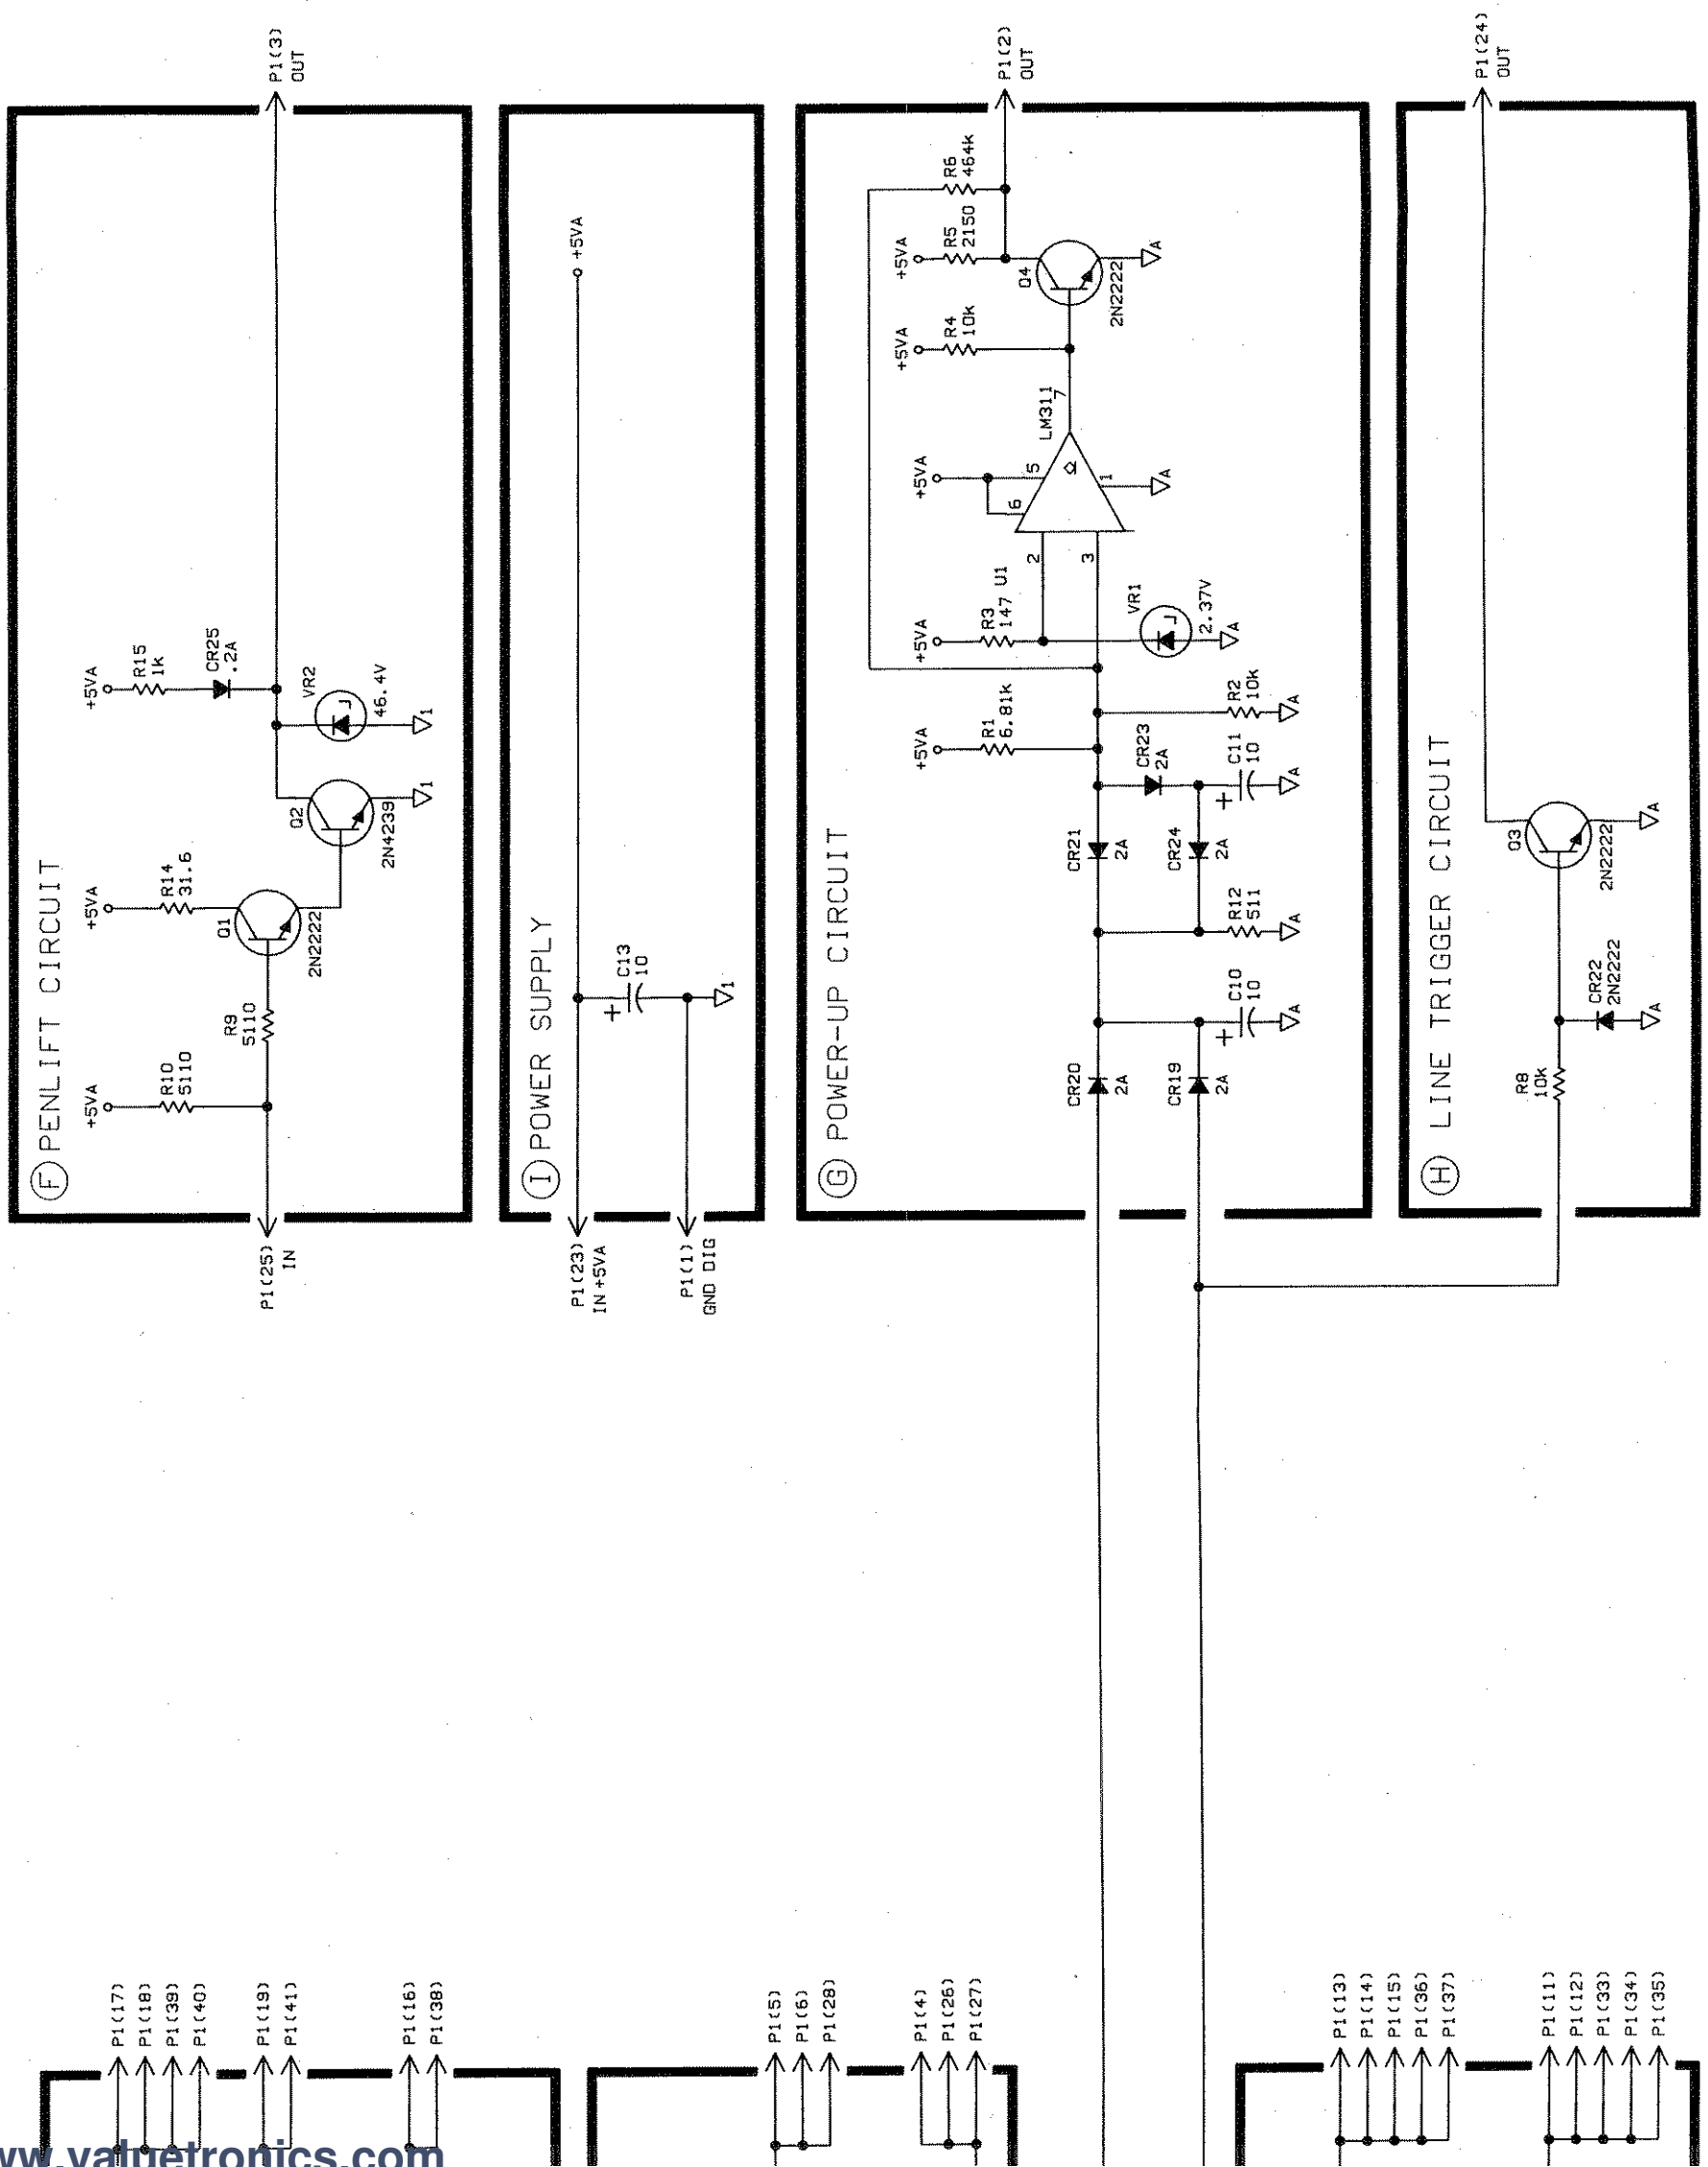 F PENLIFT CIRCUIT
P1(25)
IN
+5VA
R10
5110
R9
5110
+5VA
R14
31.6
Q1
2N2222
Q2
2N4239
+5VA
R15
1k
CR25
.2A
VR2
46.4V
1
1
P1(3)
OUT
I POWER SUPPLY
P1(23)
IN +5VA
P1(1)
GND DIG
+
C13
10
1
+5VA
G POWER-UP CIRCUIT
CR20
2A
CR19
2A
+
C10
10
A
R12
511
A
CR21
2A
CR24
2A
CR23
2A
+
C11
10
A
+5VA
R1
6.81k
R2
10k
A
+5VA
R3
147
U1
VR1
2.37V
A
2
3
6
5
+5VA
1
A
LM311
7
+5VA
R4
10k
+5VA
R5
2150
R6
464k
Q4
2N2222
A
P1(2)
OUT
H LINE TRIGGER CIRCUIT
R8
10k
CR22
2N2222
A
Q3
2N2222
A
P1(24)
OUT
P1(17)
P1(18)
P1(39)
P1(40)
P1(19)
P1(41)
P1(16)
P1(38)
P1(5)
P1(6)
P1(28)
P1(4)
P1(26)
P1(27)
P1(13)
P1(14)
P1(15)
P1(36)
P1(37)
P1(11)
P1(12)
P1(33)
P1(34)
P1(35)
ww.valuetronics.com